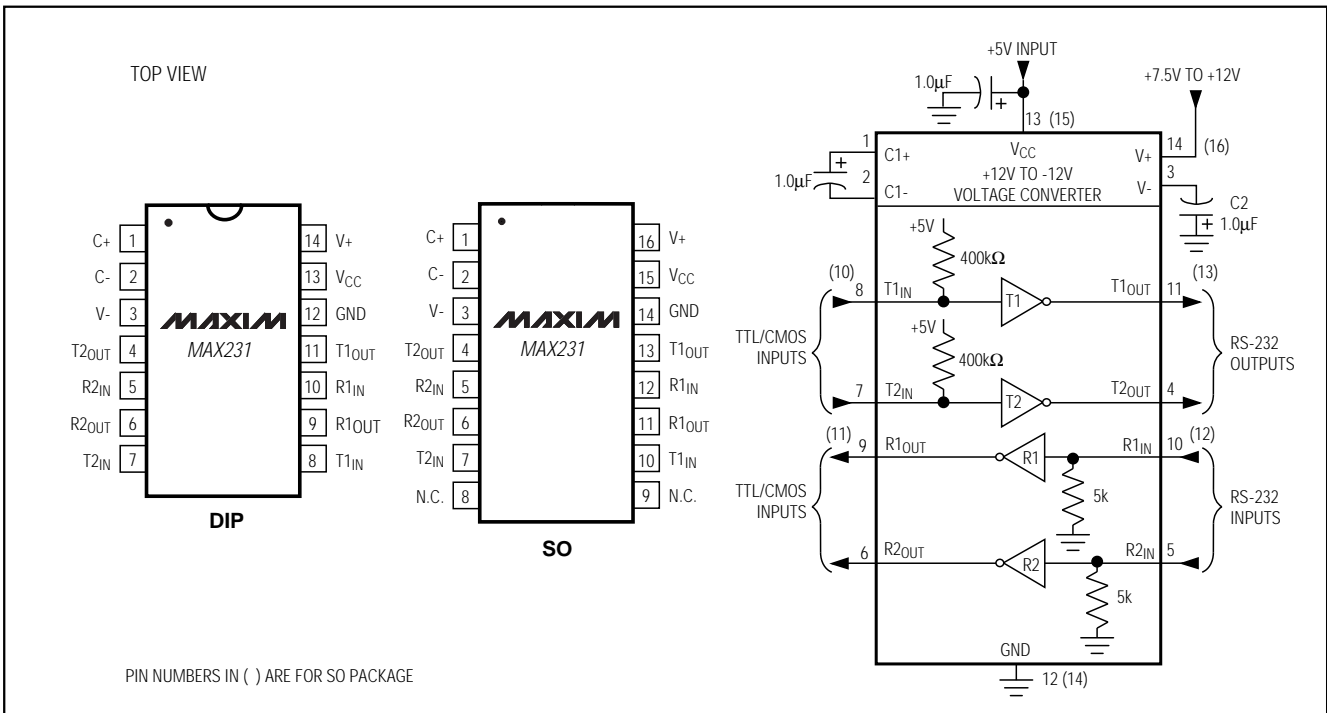 TOP VIEW
C+ 1
C- 2
V- 3
T2OUT 4
R2IN 5
R2OUT 6
T2IN 7
14 V+
13 VCC
12 GND
11 T1OUT
10 R1IN
9 R1OUT
8 T1IN
MAXIM
MAX231
DIP
C+ 1
C- 2
V- 3
T2OUT 4
R2IN 5
R2OUT 6
T2IN 7
N.C. 8
16 V+
15 VCC
14 GND
13 T1OUT
12 R1IN
11 R1OUT
10 T1IN
9 N.C.
MAXIM
MAX231
SO
+5V INPUT
1.0µF
+
+7.5V TO +12V
13 (15)
1
C1+
VCC
V+
14
(16)
+
1.0µF
2
C1-
+12V TO -12V
VOLTAGE CONVERTER
V-
3
C2
+
1.0µF
+5V
400kΩ
(10)
8
T1IN
T1
T1OUT
11
(13)
TTL/CMOS
INPUTS
+5V
400kΩ
RS-232
OUTPUTS
7
T2IN
T2
T2OUT
4
(11)
9
R1OUT
R1
R1IN
10
(12)
TTL/CMOS
INPUTS
5k
RS-232
INPUTS
6
R2OUT
R2
R2IN
5
5k
GND
12 (14)
PIN NUMBERS IN ( ) ARE FOR SO PACKAGE